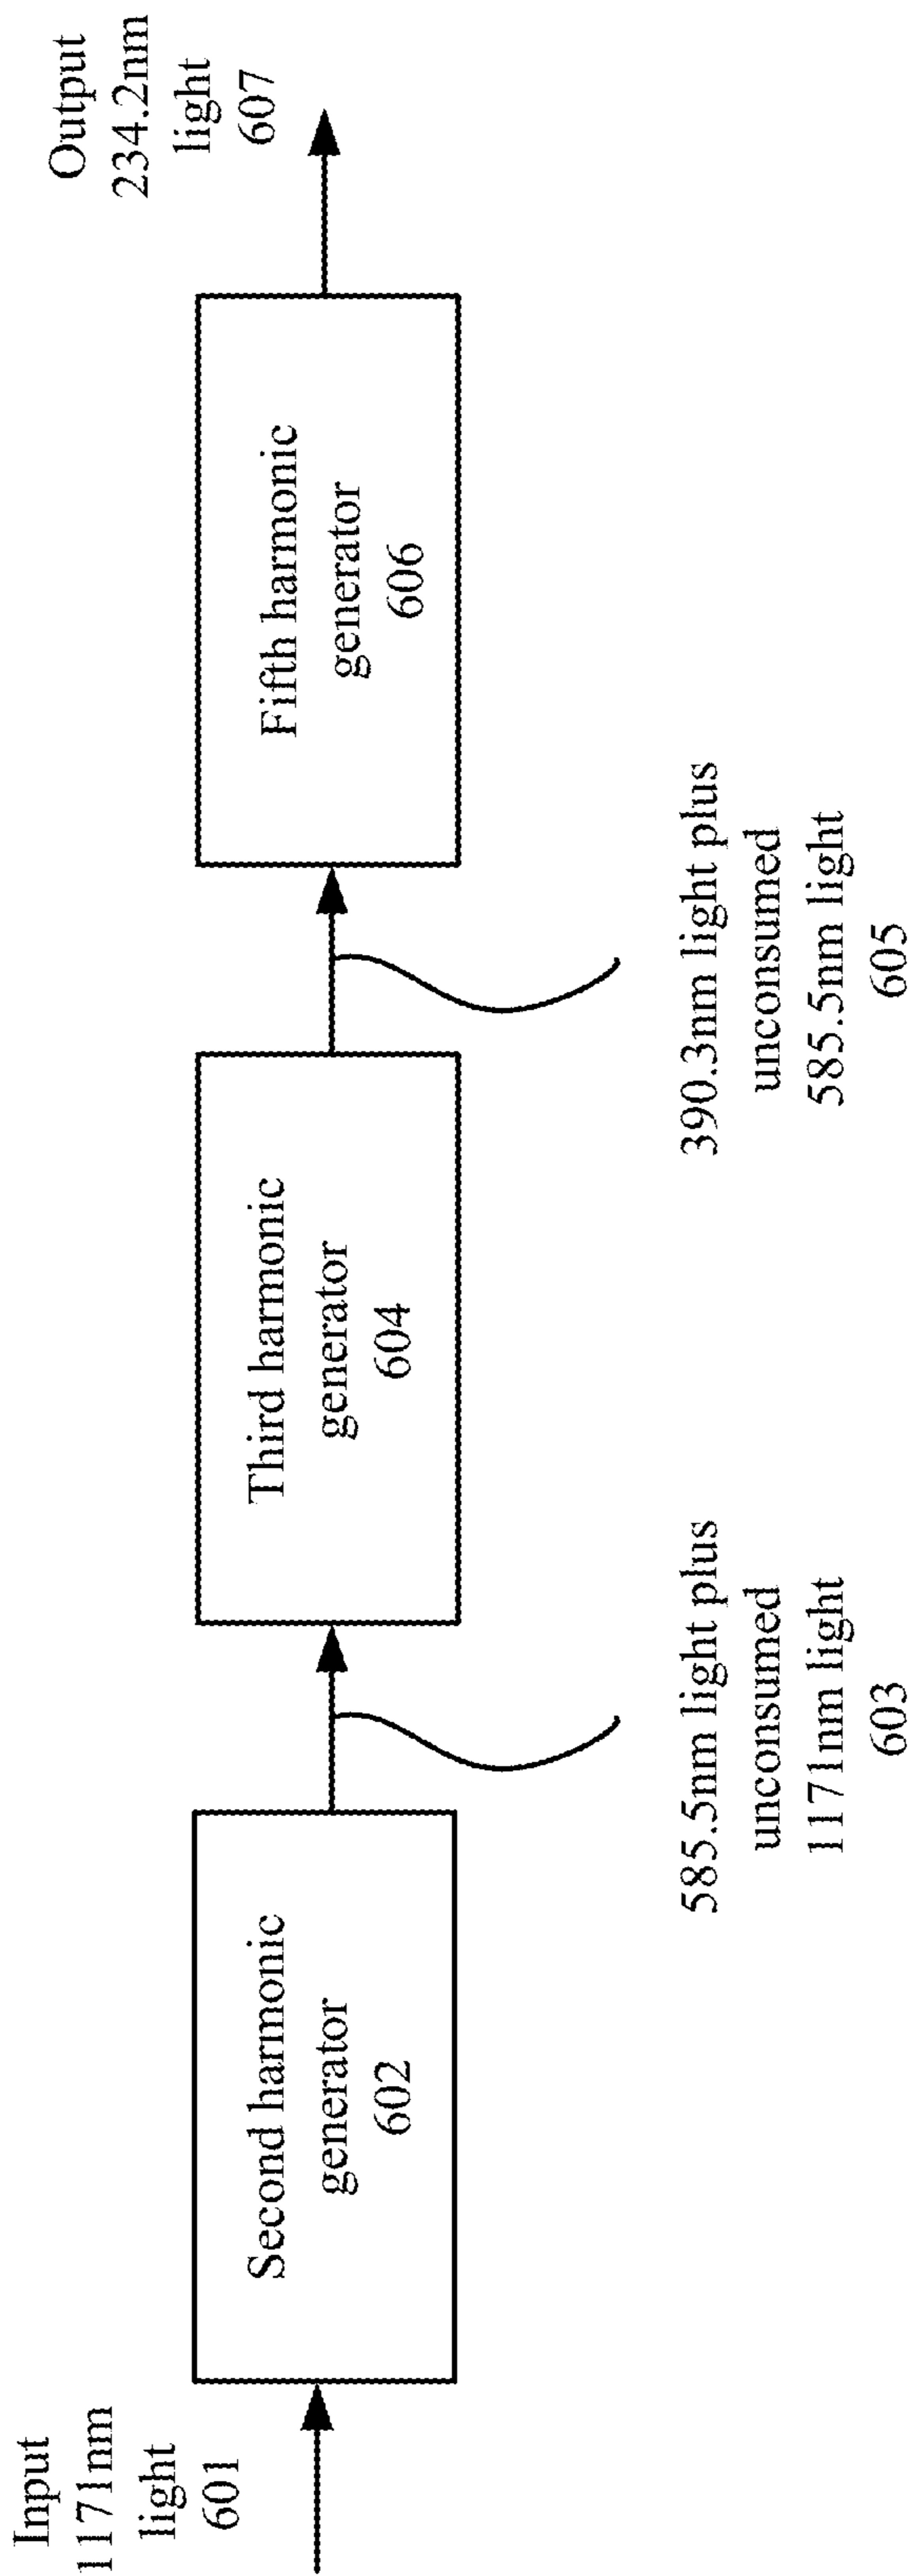 Input
1171nm
light
601
Second harmonic
generator
602
585.5nm light plus
unconsumed
1171nm light
603
Third harmonic
generator
604
390.3nm light plus
unconsumed
585.5nm light
605
Fifth harmonic
generator
606
Output
234.2nm
light
607